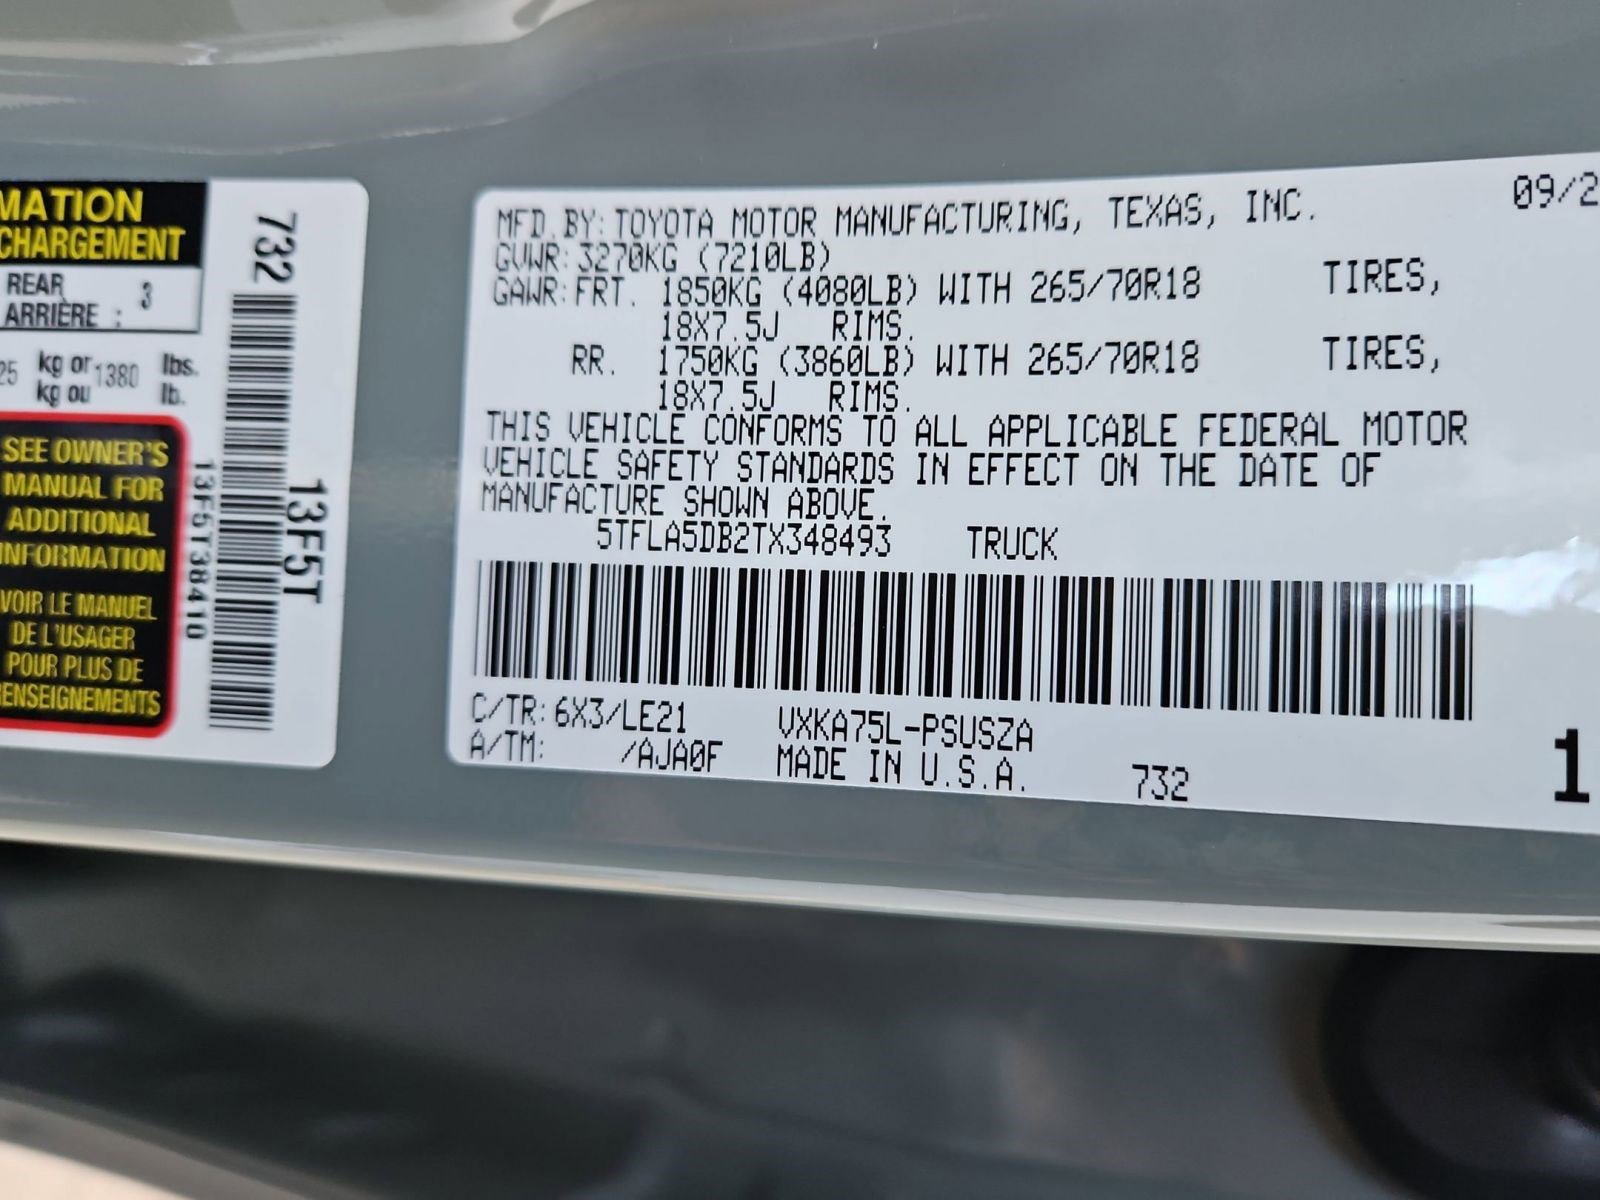 MATION
CHARGEMENT
REAR
ARRIÈRE : 3
25 kg or 1380 lbs.
kg ou lb.
SEE OWNER'S
MANUAL FOR
ADDITIONAL
INFORMATION
VOIR LE MANUEL
DE L'USAGER
POUR PLUS DE
RENSEIGNEMENTS
732
13F5T
13F5T38410
09/2
MFD.BY:TOYOTA MOTOR MANUFACTURING, TEXAS, INC.
GVWR:3270KG (7210LB)
GAWR:FRT. 1850KG (4080LB) WITH 265/70R18 TIRES,
18X7.5J RIMS.
RR. 1750KG (3860LB) WITH 265/70R18 TIRES,
18X7.5J RIMS.
THIS VEHICLE CONFORMS TO ALL APPLICABLE FEDERAL MOTOR
VEHICLE SAFETY STANDARDS IN EFFECT ON THE DATE OF
MANUFACTURE SHOWN ABOVE.
5TFLA5DB2TX348493 TRUCK
C/TR:6X3/LE21 VXKA75L-PSUSZA
A/TM: /AJA0F MADE IN U.S.A. 732
1